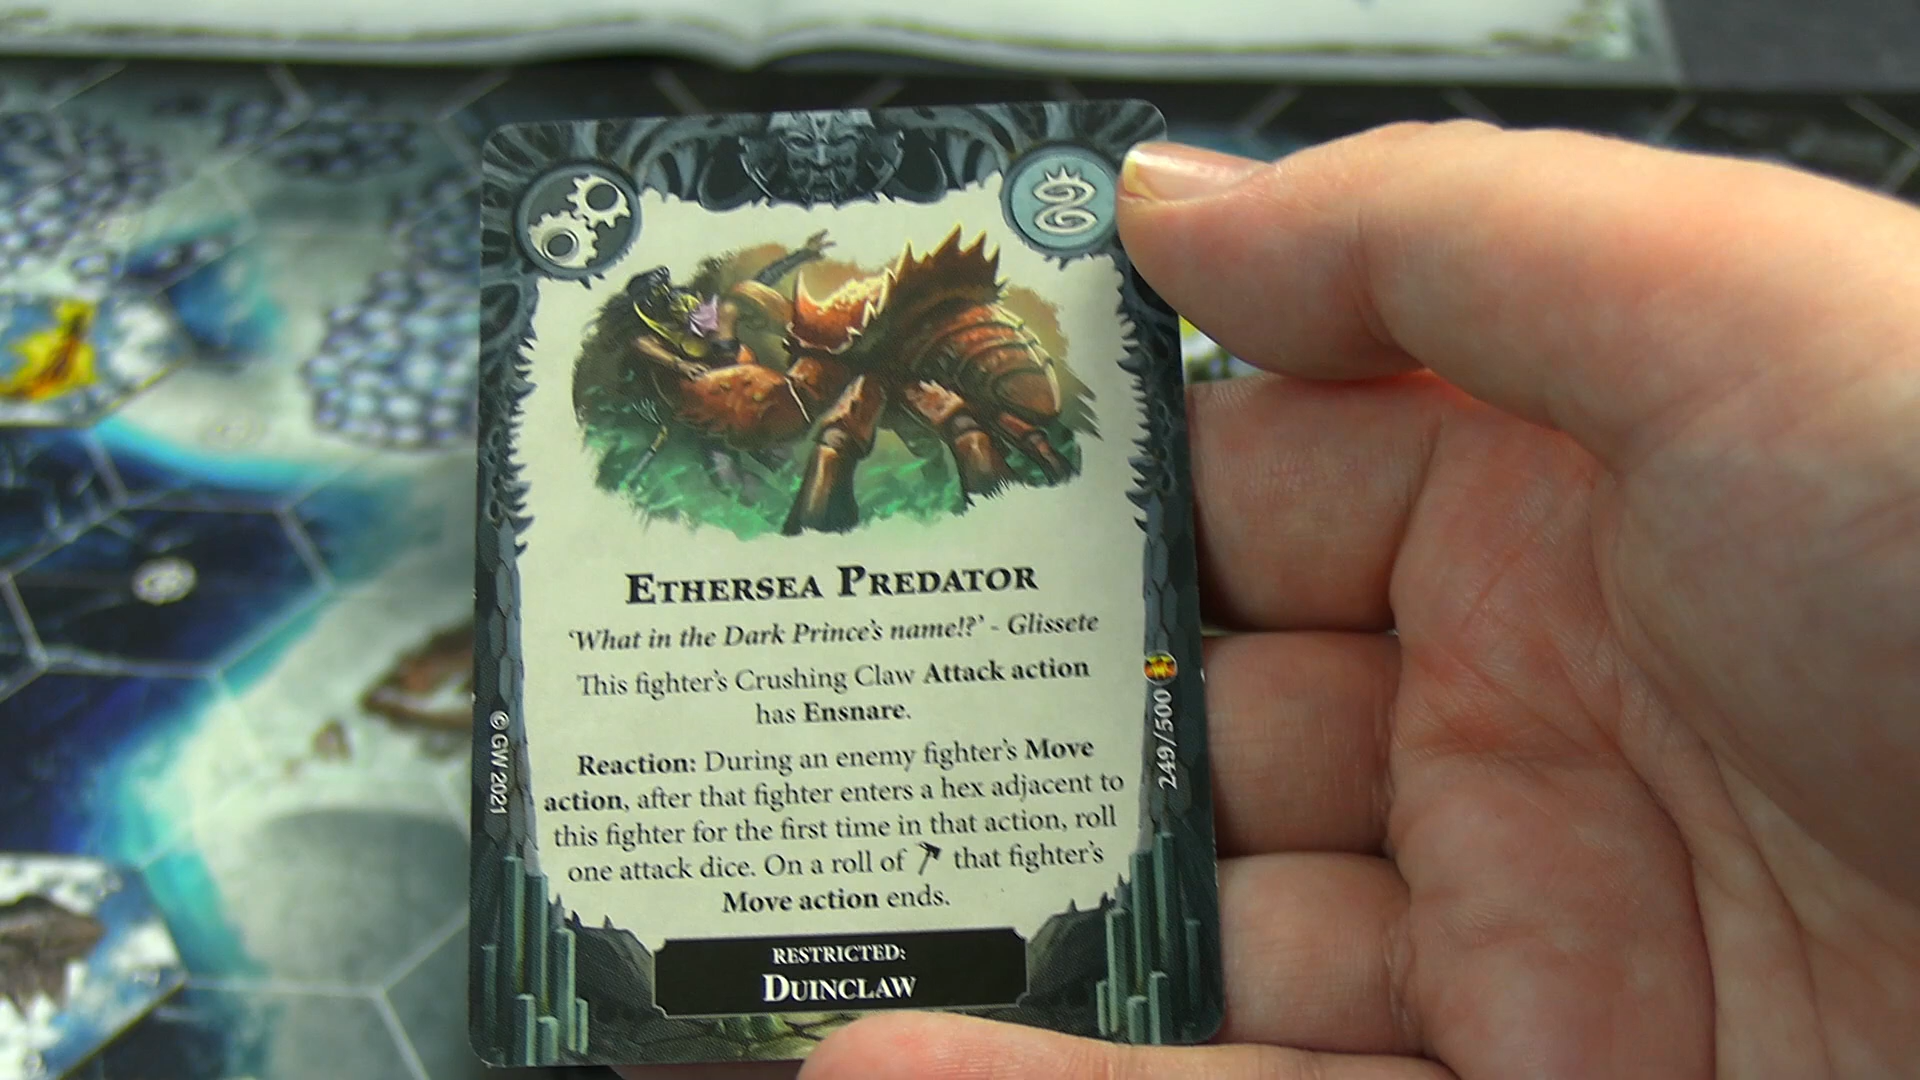 ETHERSEA PREDATOR
‘What in the Dark Prince’s name!?’ - Glissete
This fighter’s Crushing Claw Attack action
has Ensnare.
Reaction: During an enemy fighter’s Move
action, after that fighter enters a hex adjacent to
this fighter for the first time in that action, roll
one attack dice. On a roll of that fighter’s
Move action ends.
RESTRICTED:
DUINCLAW
© GW 2021
249/500